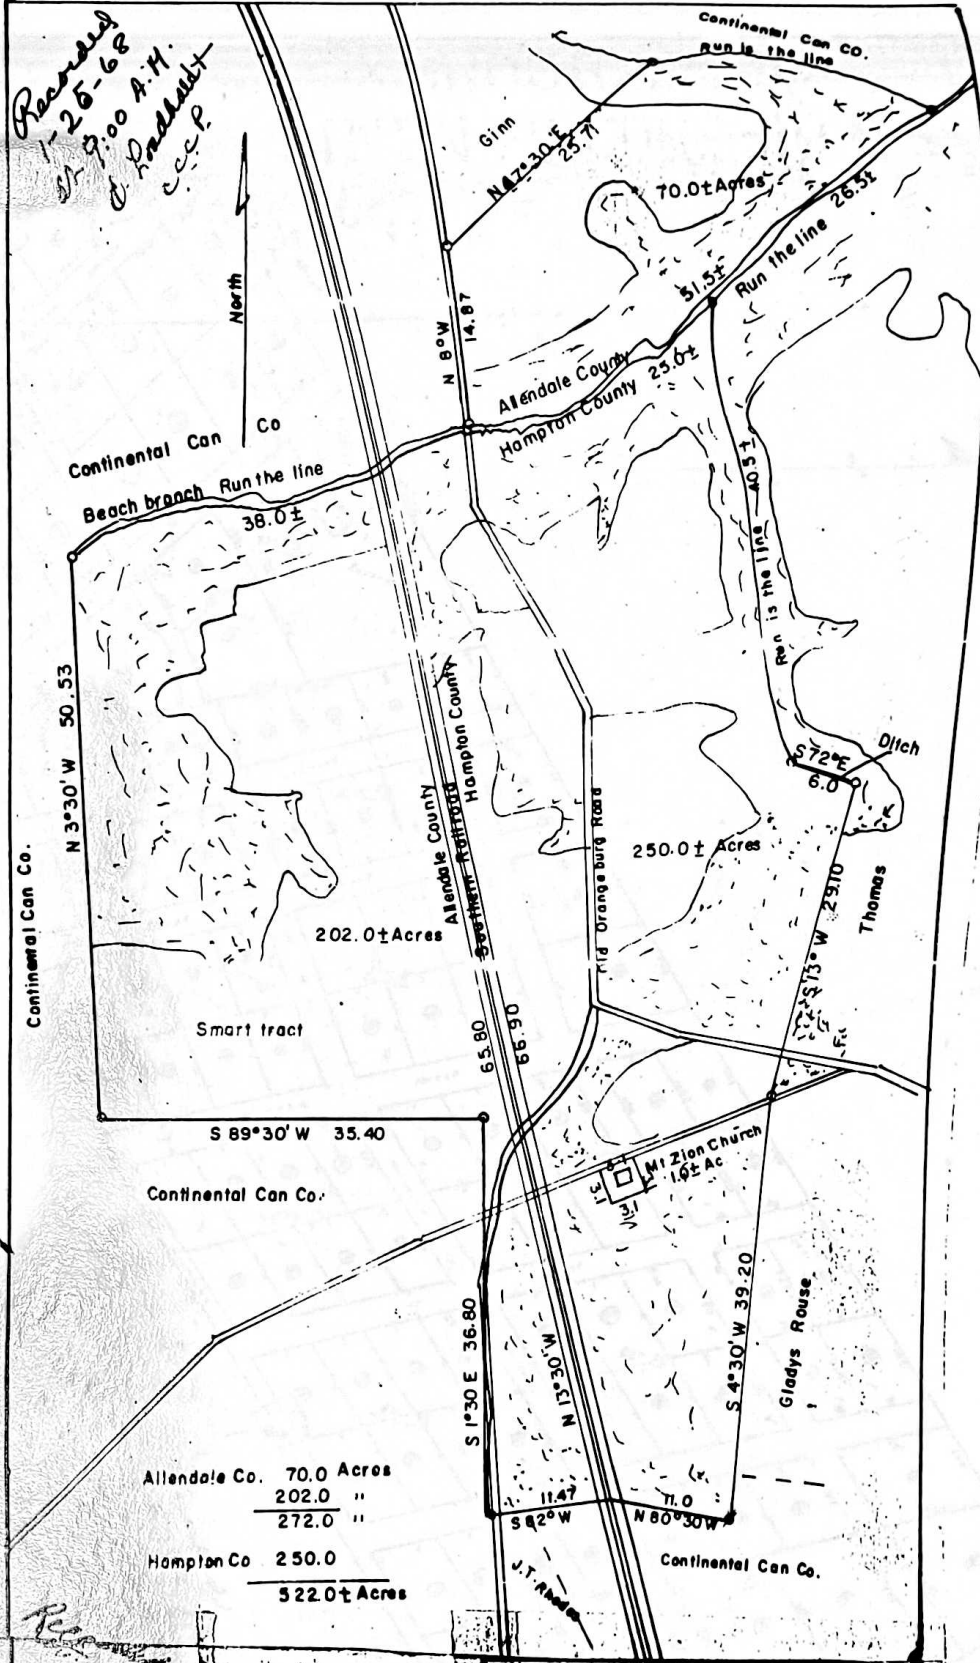 Recorded
1-25-68
at 9:00 A.M.
CCCP
North
Continental Can Co.
Run is the line
Ginn
N 47°30'E
25.71
70.0± Acres
26.5±
Run the line
51.5±
N 8°W
14.87
Allendale County
Hampton County
25.0±
Continental Can Co
Beach branch Run the line
38.0±
Run is the line 40.5±
N 3°30' W 50.53
Continental Can Co.
Allendale County
Southern Railroad
Hampton County
S 72°E
6.0
Ditch
Old Orangeburg Road
250.0± Acres
S 13° W 29.10
Thomas
202.0± Acres
Smart tract
65.80
66.90
S 89°30' W 35.40
Mt Zion Church
1.0± Ac
3.1
3.1
Continental Can Co.
S 1°30 E 36.80
N 13°30' W
S 4°30' W 39.20
Gladys Rouse
Allendale Co. 70.0 Acres
202.0 "
272.0 "
Hampton Co 250.0
522.0± Acres
11.47
S 82° W
11.0
N 80°30 W
J.T. Rhodes
Continental Can Co.